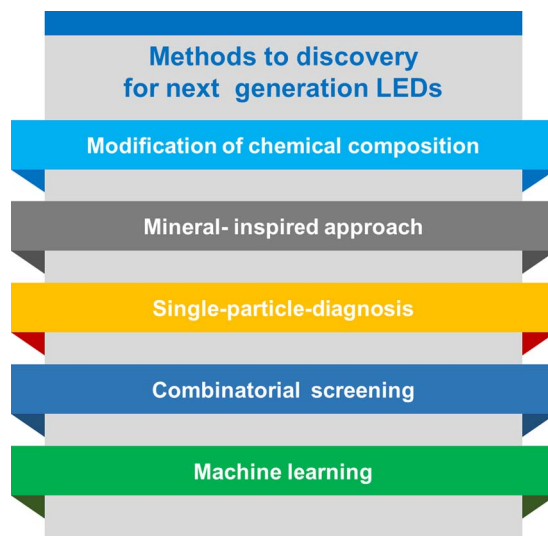 Methods to discovery
for next generation LEDs
Modification of chemical composition
Mineral- inspired approach
Single-particle-diagnosis
Combinatorial screening
Machine learning